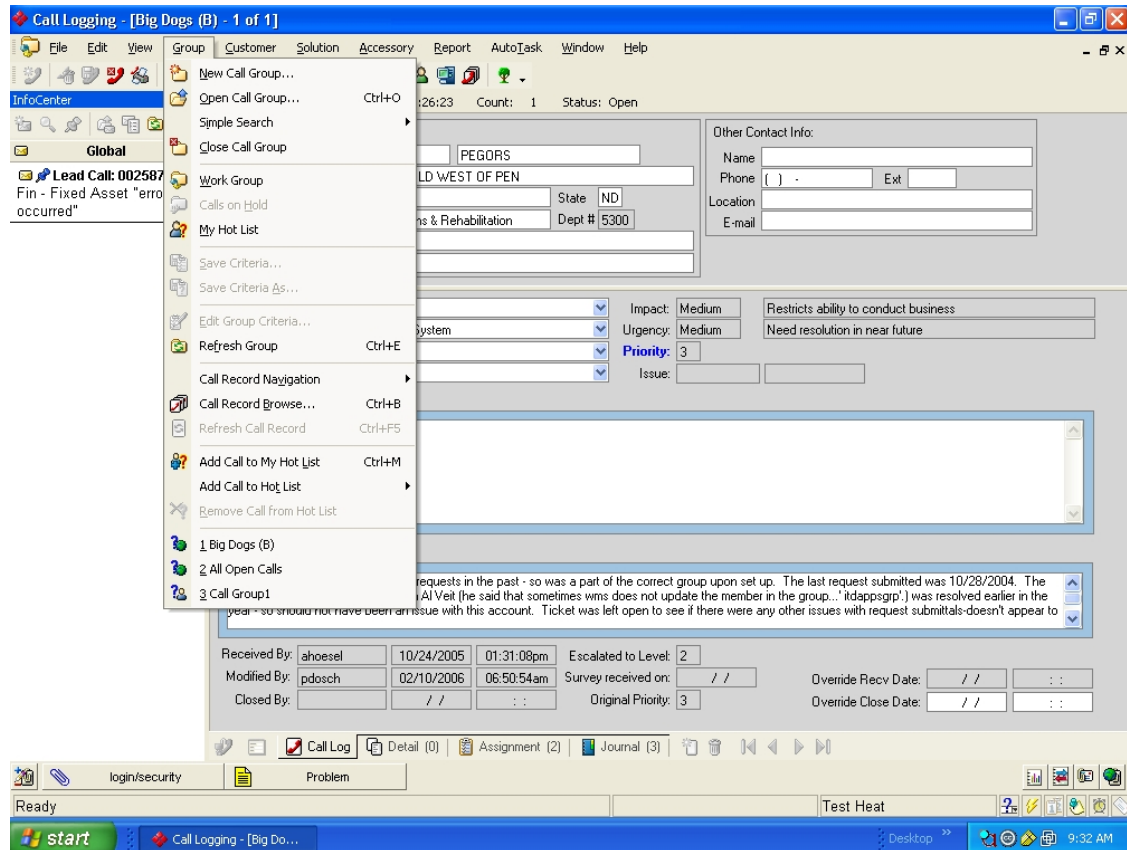 Call Logging - [Big Dogs (B) - 1 of 1]
File Edit View Group Customer Solution Accessory Report AutoTask Window Help
InfoCenter
:26:23 Count: 1 Status: Open
Global
Lead Call: 002587
Fin - Fixed Asset "erro
occurred"
New Call Group...
Open Call Group... Ctrl+O
Simple Search
Close Call Group
Work Group
Calls on Hold
My Hot List
Save Criteria...
Save Criteria As...
Edit Group Criteria...
Refresh Group Ctrl+E
Call Record Navigation
Call Record Browse... Ctrl+B
Refresh Call Record Ctrl+F5
Add Call to My Hot List Ctrl+M
Add Call to Hot List
Remove Call from Hot List
1 Big Dogs (B)
2 All Open Calls
3 Call Group1
PEGORS
LD WEST OF PEN
State ND
ns & Rehabilitation Dept # 5300
Other Contact Info:
Name
Phone ( ) - Ext
Location
E-mail
Impact: Medium Restricts ability to conduct business
System Urgency: Medium Need resolution in near future
Priority: 3
Issue:
requests in the past - so was a part of the correct group upon set up. The last request submitted was 10/28/2004. The
Al Veit (he said that sometimes wms does not update the member in the group...' itdappsgrp'.) was resolved earlier in the
year - so should not have been an issue with this account. Ticket was left open to see if there were any other issues with request submittals-doesn't appear to
Received By: ahoesel 10/24/2005 01:31:08pm Escalated to Level: 2
Modified By: pdosch 02/10/2006 06:50:54am Survey received on: / / Override Recv Date: / / : :
Closed By: / / : : Original Priority: 3 Override Close Date: / / : :
Call Log Detail (0) Assignment (2) Journal (3)
login/security Problem
Ready Test Heat
start Call Logging - [Big Do... Desktop » 9:32 AM